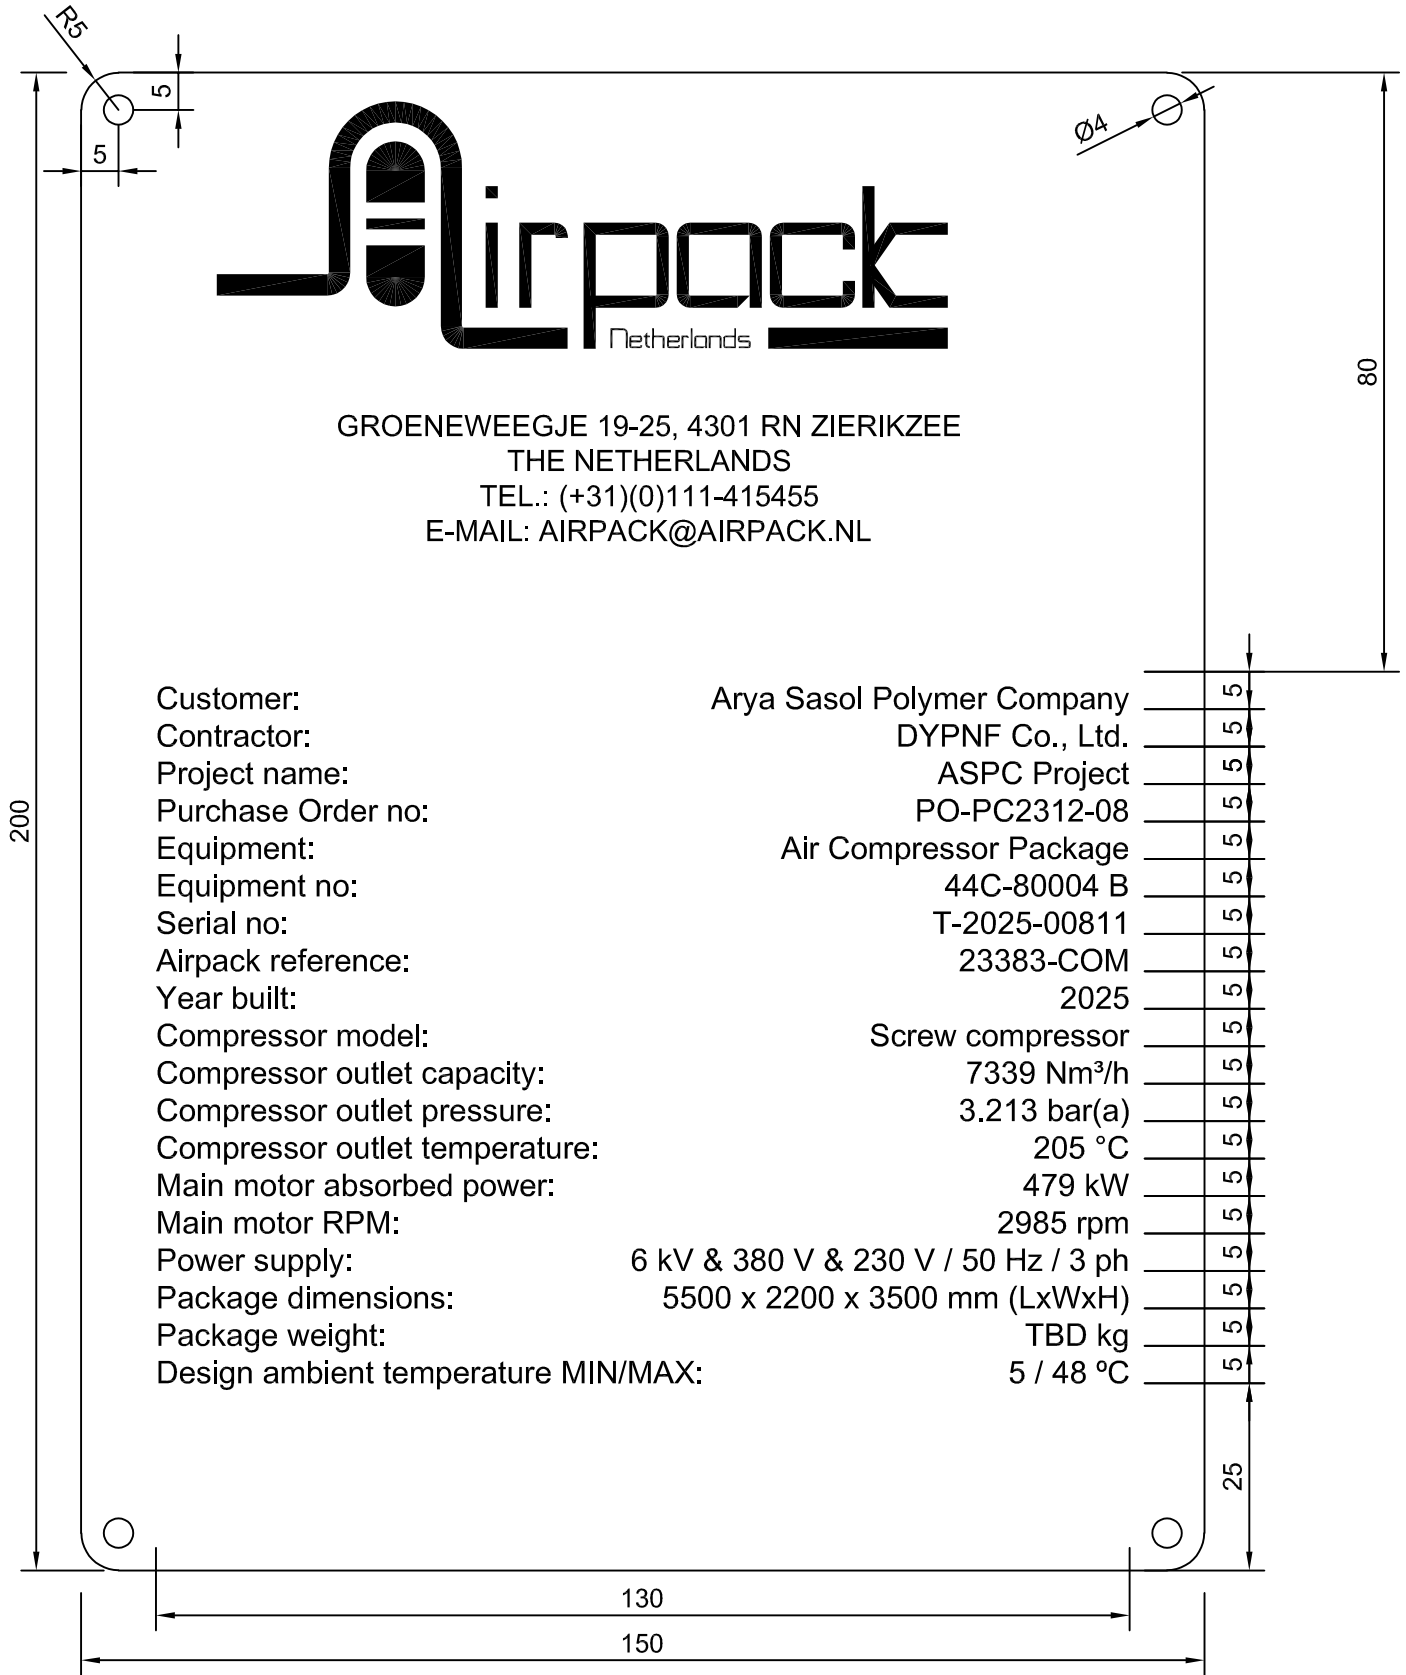 R5
5
5
Ø4
Airpack
Netherlands
80
GROENEWEEGJE 19-25, 4301 RN ZIERIKZEE
THE NETHERLANDS
TEL.: (+31)(0)111-415455
E-MAIL: AIRPACK@AIRPACK.NL
200
Customer: Arya Sasol Polymer Company 5
Contractor: DYPNF Co., Ltd. 5
Project name: ASPC Project 5
Purchase Order no: PO-PC2312-08 5
Equipment: Air Compressor Package 5
Equipment no: 44C-80004 B 5
Serial no: T-2025-00811 5
Airpack reference: 23383-COM 5
Year built: 2025 5
Compressor model: Screw compressor 5
Compressor outlet capacity: 7339 Nm³/h 5
Compressor outlet pressure: 3.213 bar(a) 5
Compressor outlet temperature: 205 °C 5
Main motor absorbed power: 479 kW 5
Main motor RPM: 2985 rpm 5
Power supply: 6 kV & 380 V & 230 V / 50 Hz / 3 ph 5
Package dimensions: 5500 x 2200 x 3500 mm (LxWxH) 5
Package weight: TBD kg 5
Design ambient temperature MIN/MAX: 5 / 48 ºC 5
25
130
150